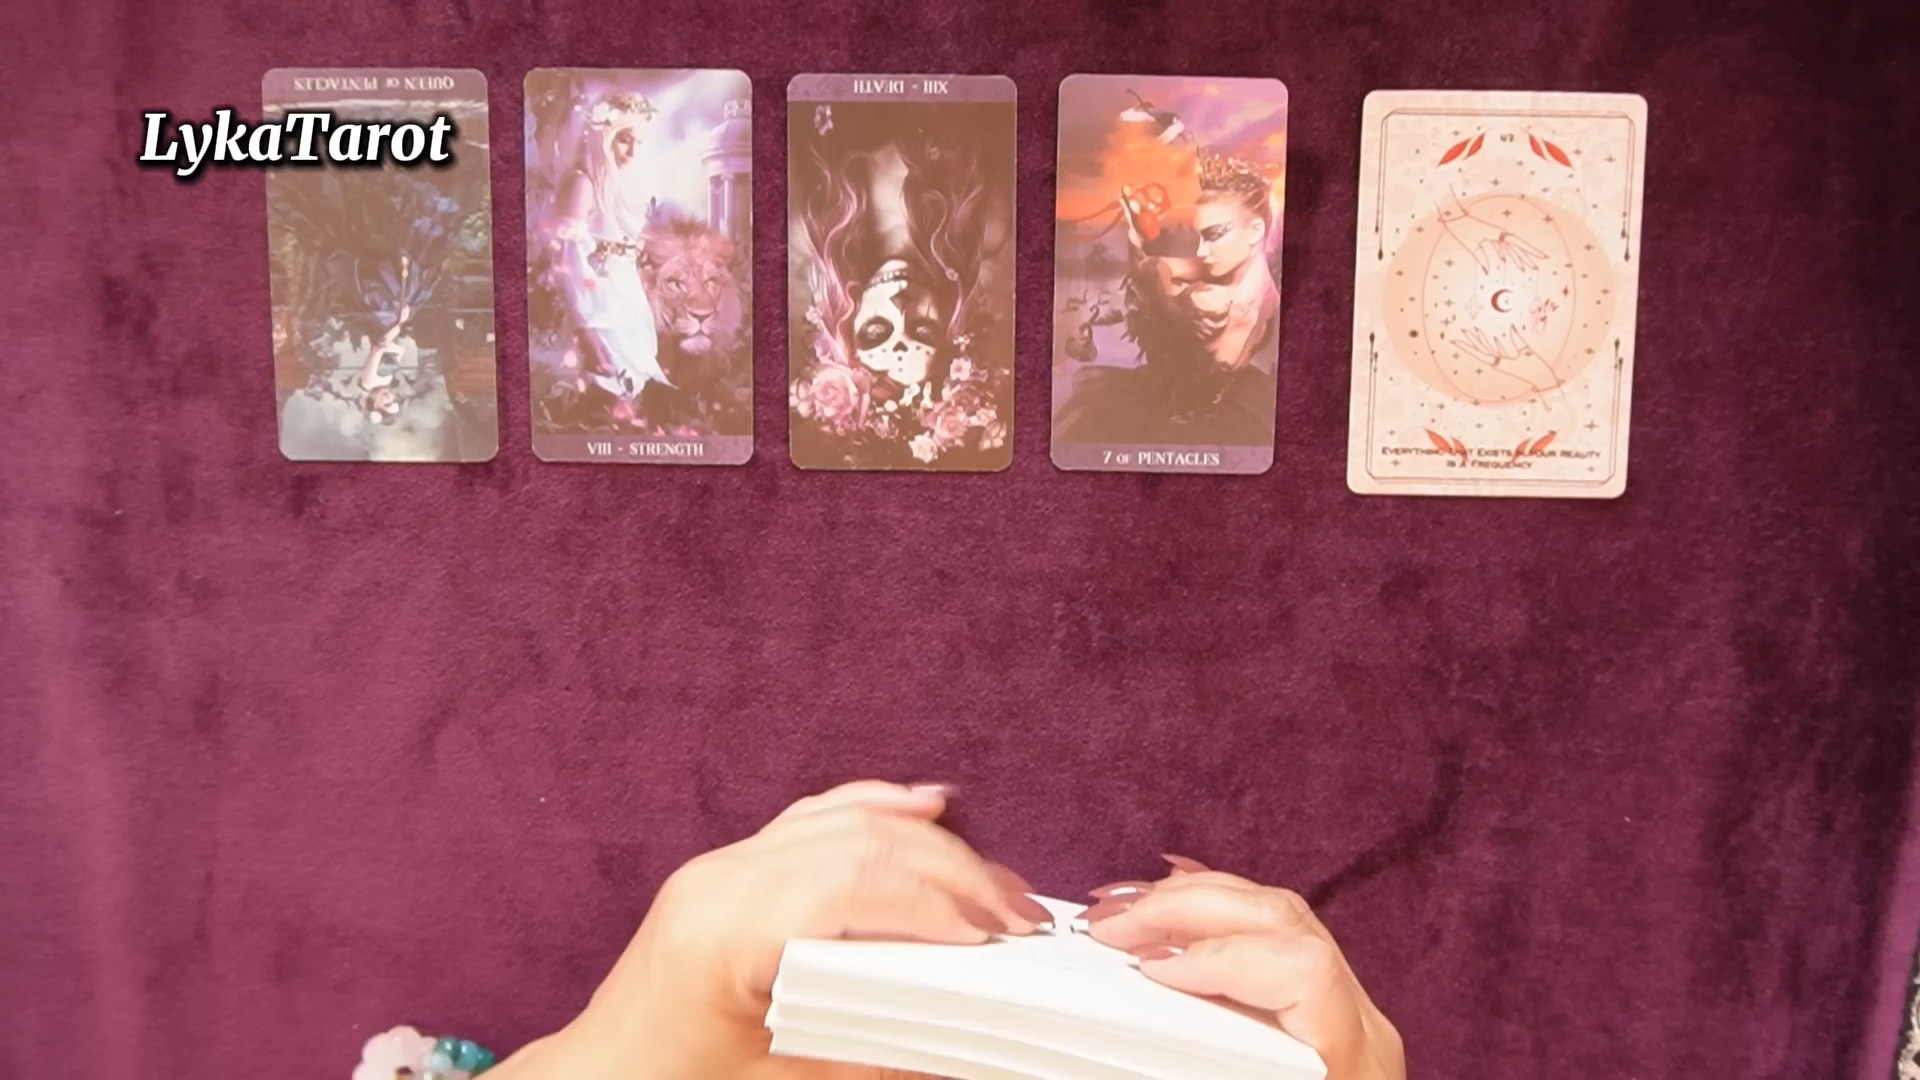 QUEEN OF PENTACLES
LykaTarot
VIII - STRENGTH
XIII - DEATH
7 OF PENTACLES
EVERYTHING THAT EXISTS IN YOUR REALITY
IS A FREQUENCY